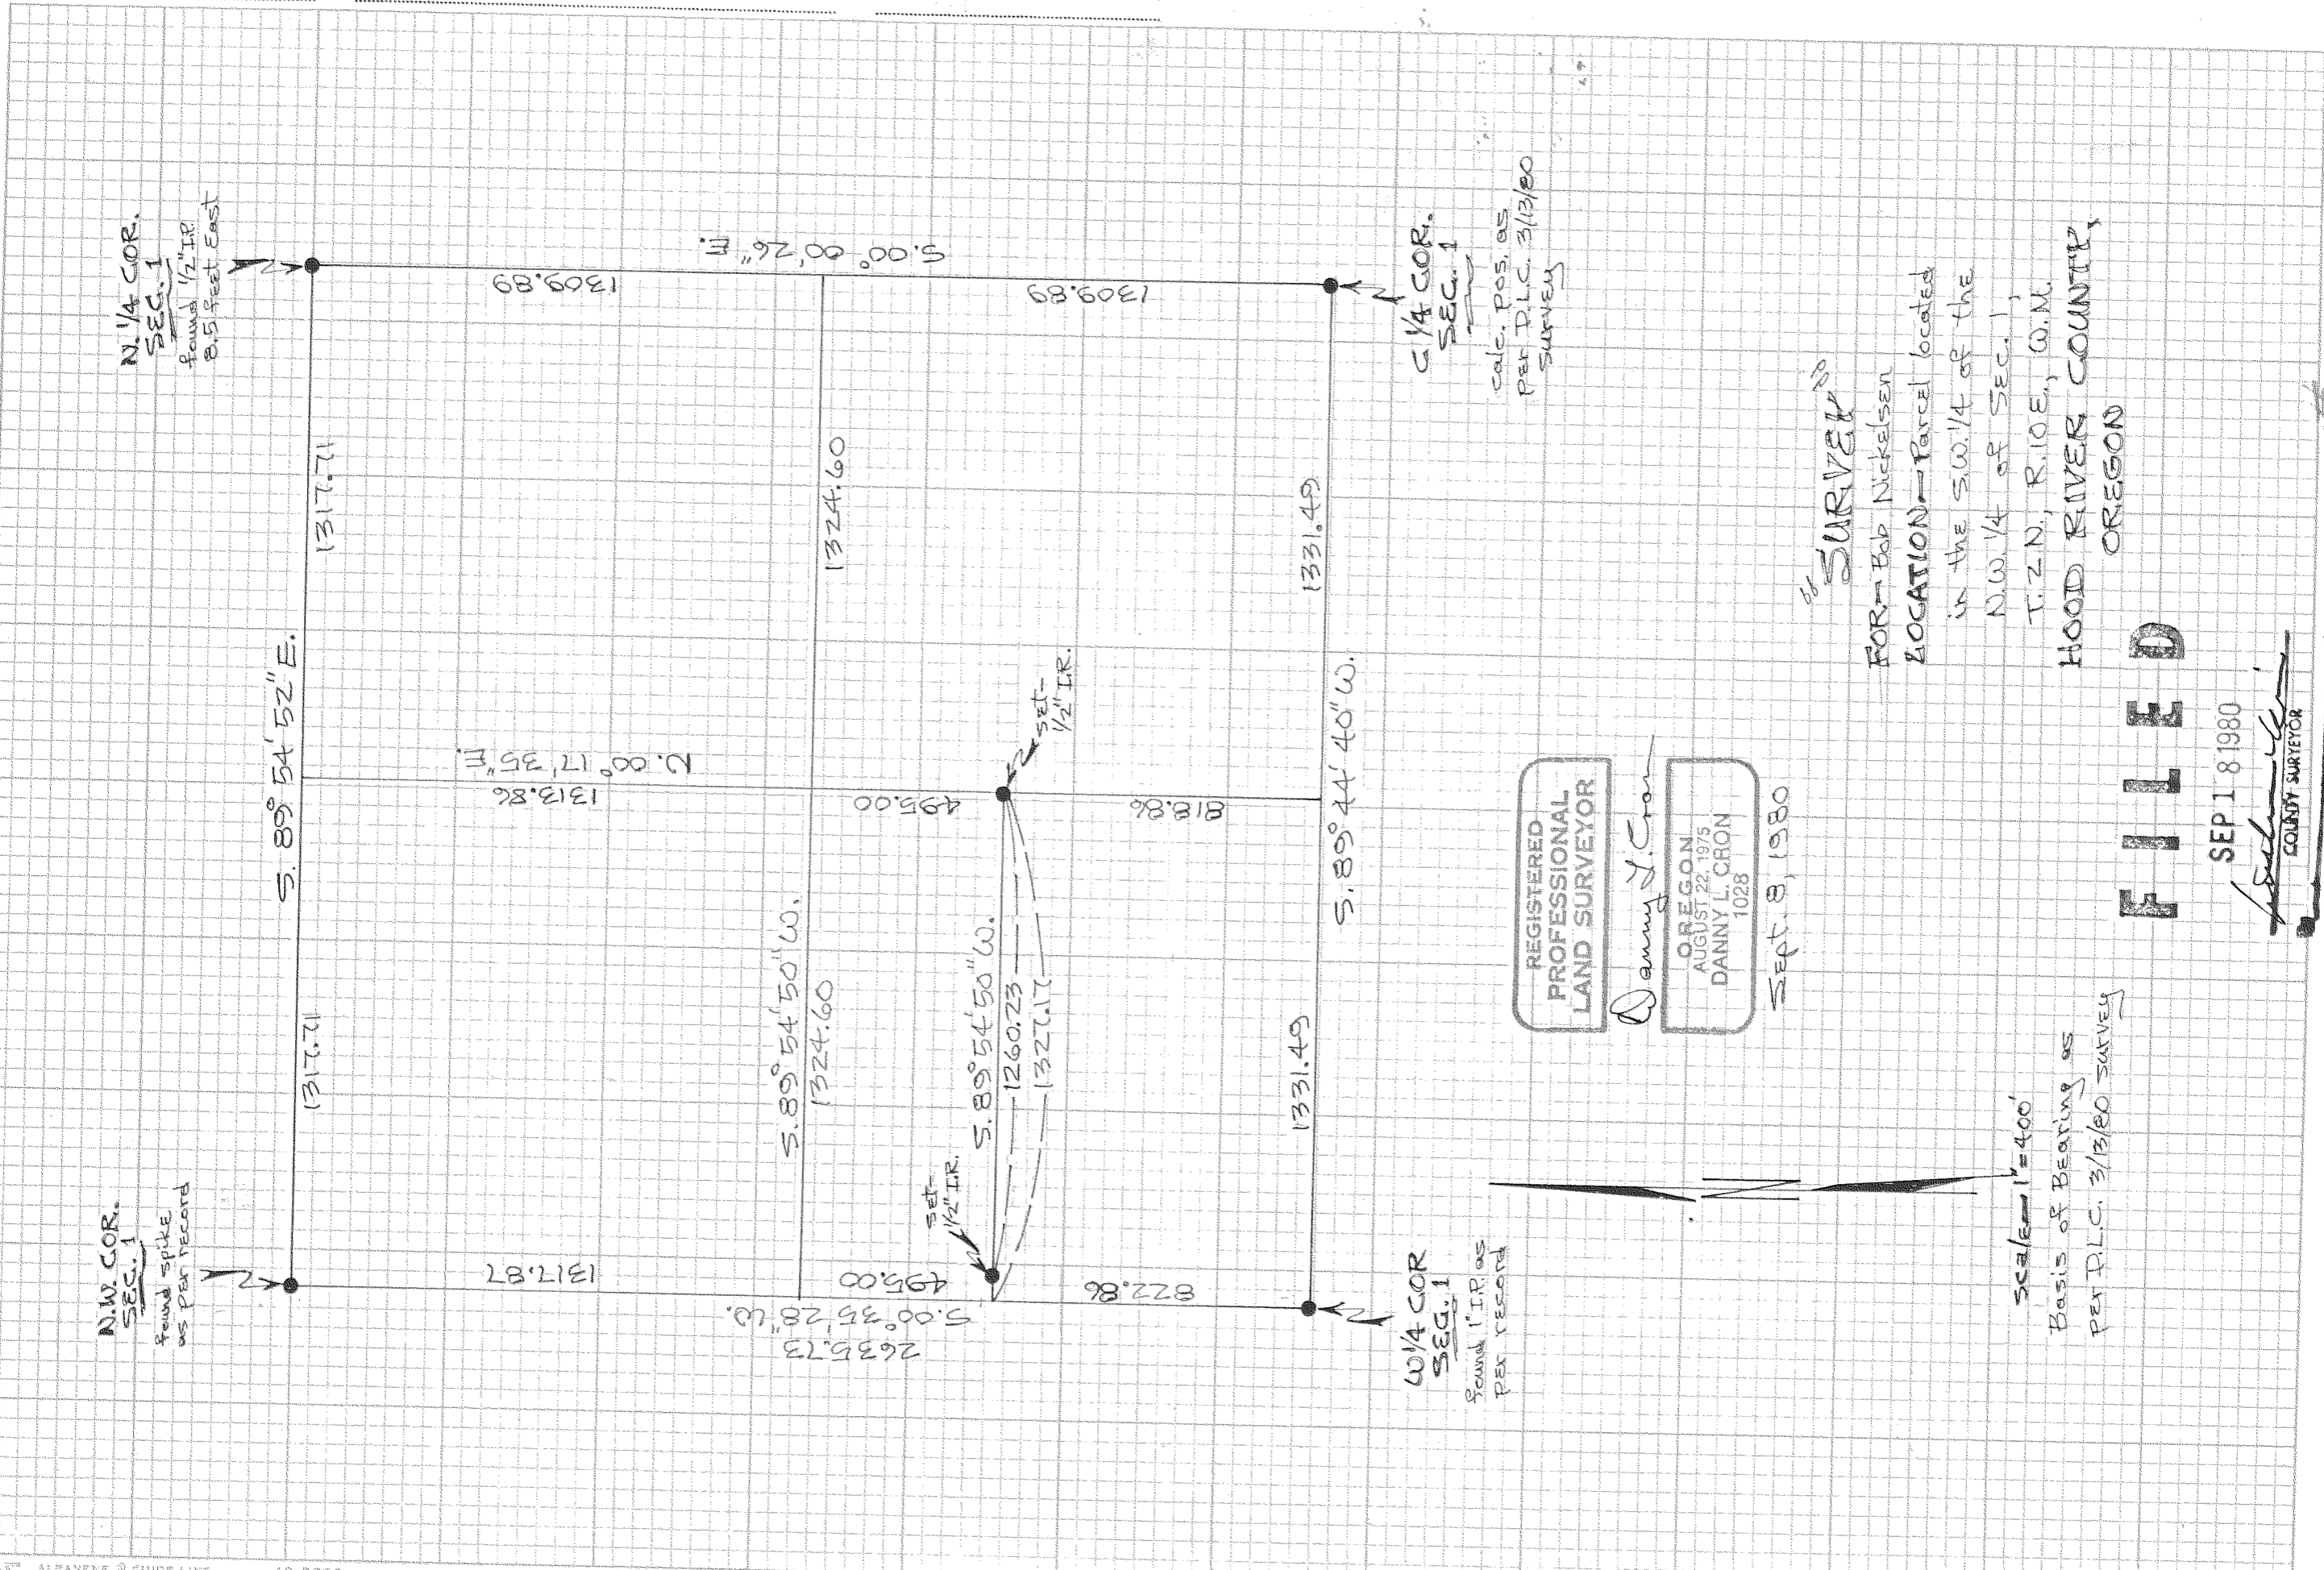 N.W. COR.
SEC. 1
found spike
as per record
N. 1/4 COR.
SEC. 1
found 1/2" I.P.
8.5 feet East
S. 89° 54' 52" E.
1317.71
1317.71
1317.87
N. 00° 17' 35" E.
1313.86
S. 00° 00' 26" E.
1309.89
1309.89
S. 89° 54' 50" W.
1324.60
1324.60
495.00
S. 00° 35' 28" W.
2635.73
822.86
set-
1/2" I.R.
S. 89° 54' 50" W.
1260.23
1327.17
495.00
set-
1/2" I.R.
818.86
1331.49
S. 89° 44' 40" W.
1331.49
W 1/4 COR
SEC. 1
found 1" I.P. as
per record
C 1/4 COR.
SEC. 1
calc. pos. as
per D.L.C. 3/13/80
survey
REGISTERED
PROFESSIONAL
LAND SURVEYOR
Danny L. Cron
OREGON
AUGUST 22, 1975
DANNY L. CRON
1028
Sept. 8, 1980
Scale—1"=400'
Basis of Bearing as
per D.L.C. 3/13/80 survey
SURVEY
FOR:—Bob Nickelsen
LOCATION—Parcel located
in the S.W. 1/4 of the
N.W. 1/4 of SEC. 1,
T. 2 N., R. 10 E., W.M.
HOOD RIVER COUNTY,
OREGON
FILED
SEP 18 1980
COUNTY SURVEYOR